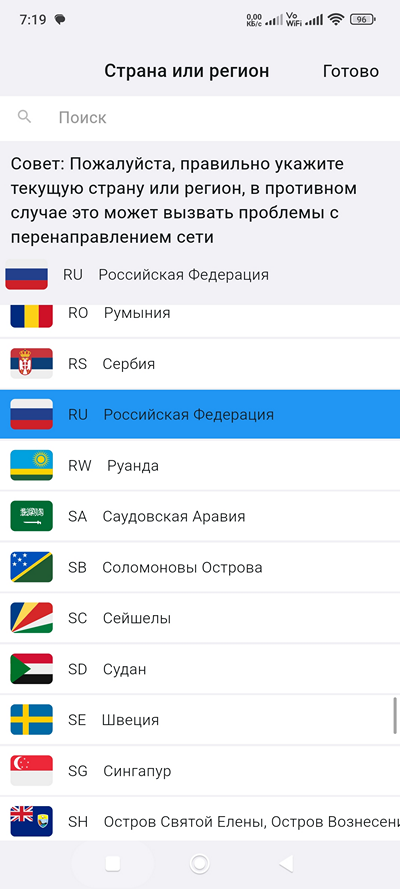 7:19
0,00 КБ/с Vo WiFi 96
Страна или регион Готово
Поиск
Совет: Пожалуйста, правильно укажите
текущую страну или регион, в противном
случае это может вызвать проблемы с
перенаправлением сети
RU Российская Федерация
RO Румыния
RS Сербия
RU Российская Федерация
RW Руанда
SA Саудовская Аравия
SB Соломоновы Острова
SC Сейшелы
SD Судан
SE Швеция
SG Сингапур
SH Остров Святой Елены, Остров Вознесени